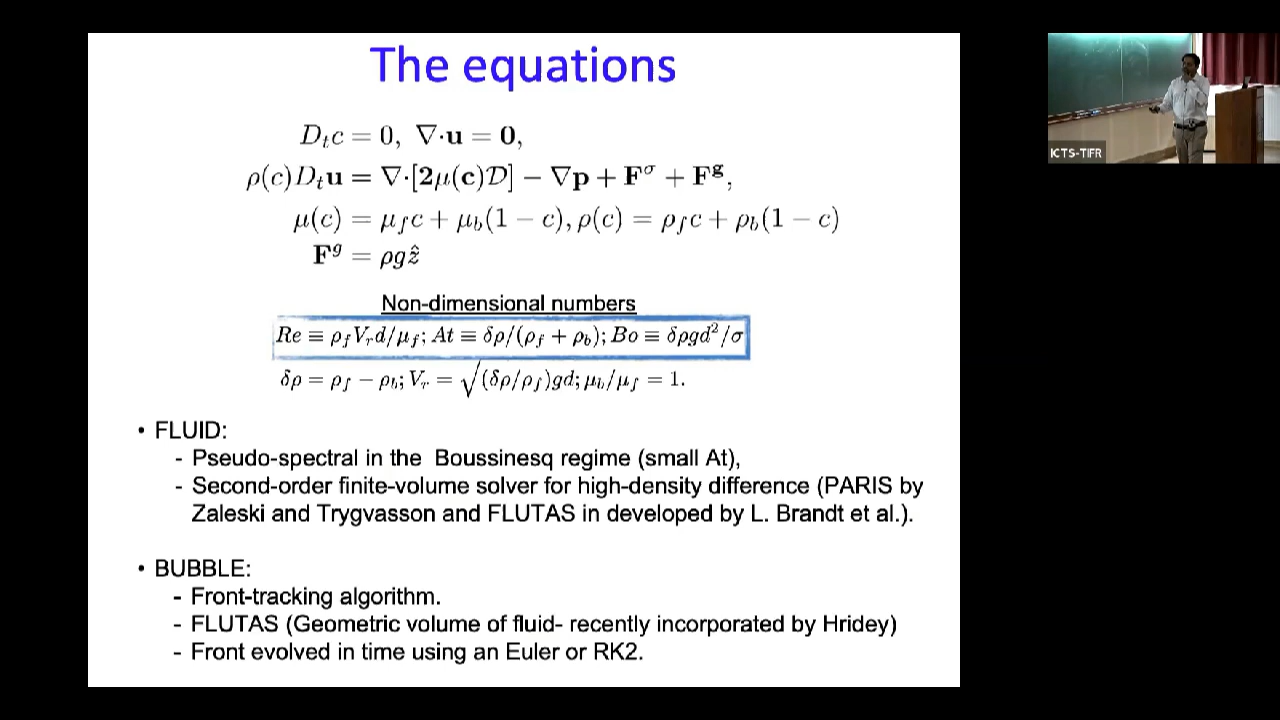 The equations
D_t c = 0, ∇·u = 0,
ρ(c)D_t u = ∇·[2μ(c)𝒟] − ∇p + F^σ + F^g,
μ(c) = μ_f c + μ_b(1 − c), ρ(c) = ρ_f c + ρ_b(1 − c)
F^g = ρgẑ
Non-dimensional numbers
Re ≡ ρ_f V_r d/μ_f; At ≡ δρ/(ρ_f + ρ_b); Bo ≡ δρgd²/σ
δρ = ρ_f − ρ_b; V_r = √(δρ/ρ_f)gd; μ_b/μ_f = 1.
• FLUID:
- Pseudo-spectral in the Boussinesq regime (small At),
- Second-order finite-volume solver for high-density difference (PARIS by
Zaleski and Trygvasson and FLUTAS in developed by L. Brandt et al.).
• BUBBLE:
- Front-tracking algorithm.
- FLUTAS (Geometric volume of fluid- recently incorporated by Hridey)
- Front evolved in time using an Euler or RK2.
ICTS-TIFR